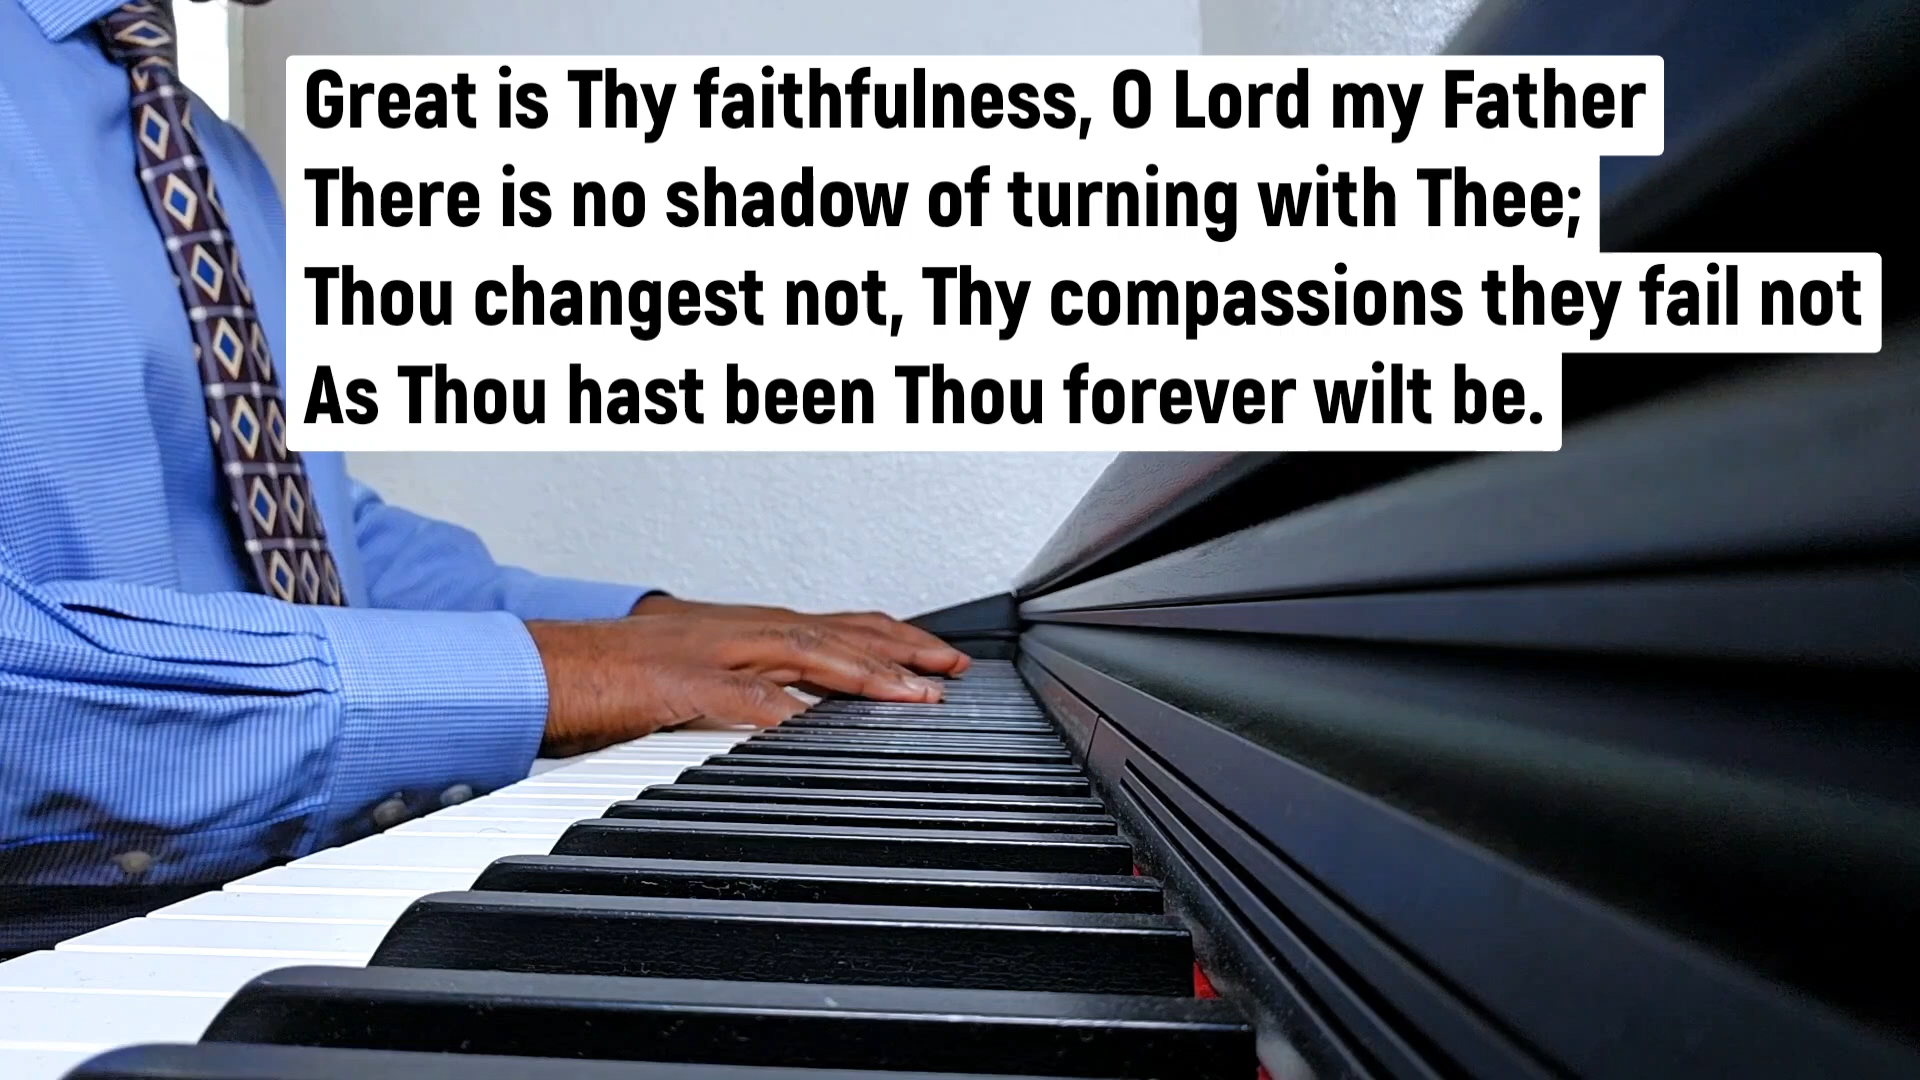 Great is Thy faithfulness, O Lord my Father
There is no shadow of turning with Thee;
Thou changest not, Thy compassions they fail not
As Thou hast been Thou forever wilt be.